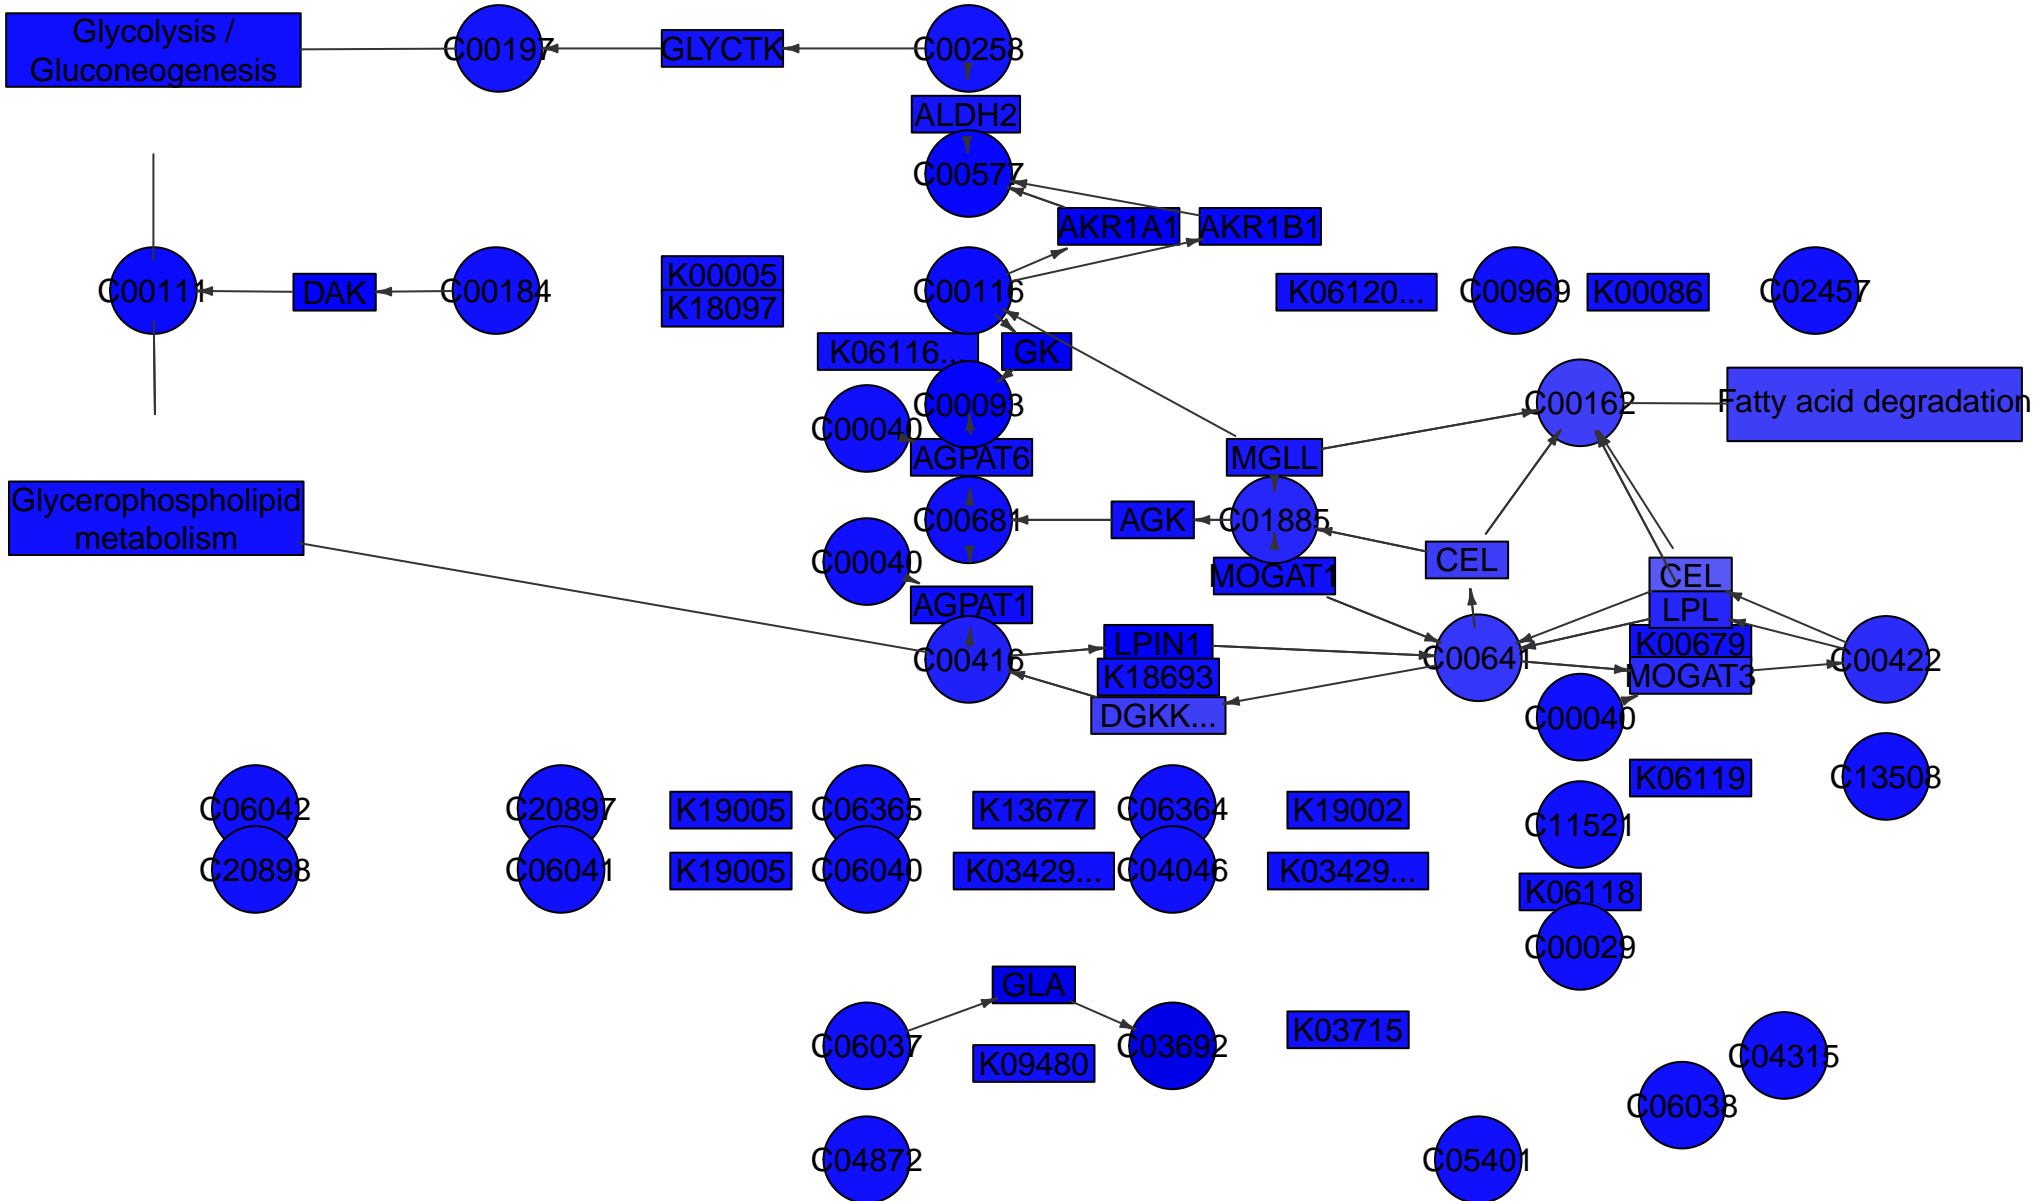 Glycolysis /
Gluconeogenesis
C00197
GLYCTK
C00258
ALDH2
C00577
AKR1A1
AKR1B1
C00111
DAK
C00184
K00005
K18097
C00116
K06120...
C00969
K00086
C02457
K06116...
GK
C00093
C00162
Fatty acid degradation
C00040
AGPAT6
MGLL
Glycerophospholipid
metabolism
C00681
AGK
C01885
C00040
MOGAT1
CEL
CEL
AGPAT1
LPL
C00416
LPIN1
K18693
DGKK...
C00641
K00679
MOGAT3
C00422
C00040
C06042
C20897
K19005
C06365
K13677
C06364
K19002
C11521
K06119
C13508
C20898
C06041
K19005
C06040
K03429...
C04046
K03429...
K06118
C00029
GLA
C06037
K09480
C03692
K03715
C04315
C06038
C04872
C05401